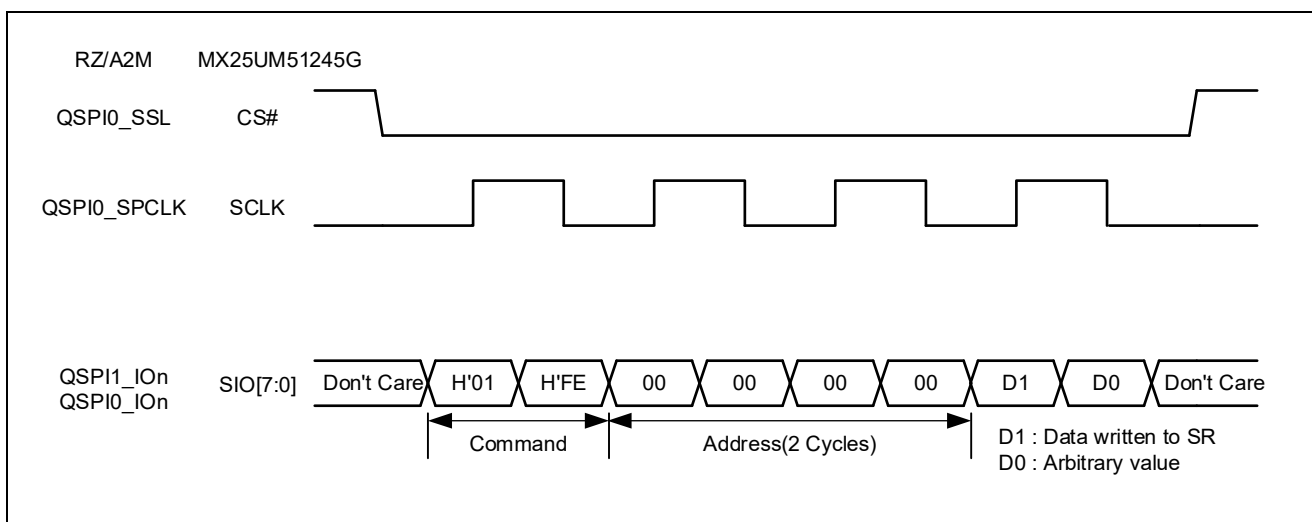 RZ/A2M MX25UM51245G
QSPI0_SSL CS#
QSPI0_SPCLK SCLK
QSPI1_IOn
QSPI0_IOn
SIO[7:0] Don't Care H'01 H'FE 00 00 00 00 D1 D0 Don't Care
Command Address(2 Cycles)
D1 : Data written to SR
D0 : Arbitrary value